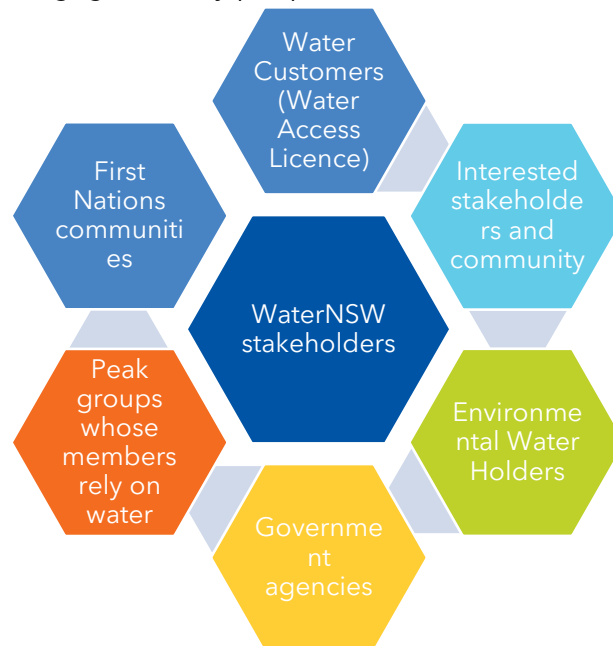 Water
Customers
(Water
Access
Licence)
First
Nations
communiti
es
Interested
stakeholde
rs and
community
WaterNSW
stakeholders
Peak
groups
whose
members
rely on
water
Environme
ntal Water
Holders
Governme
nt
agencies